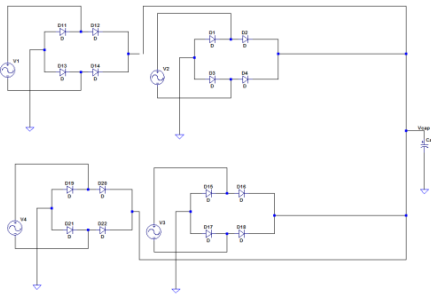 D11 D12
D D
V1
D13 D14
D D
D1 D2
D D
V2
D3 D4
D D
Vcap
D19 D20
D D
V4
D21 D22
D D
D15 D16
D D
V3
D17 D18
D D